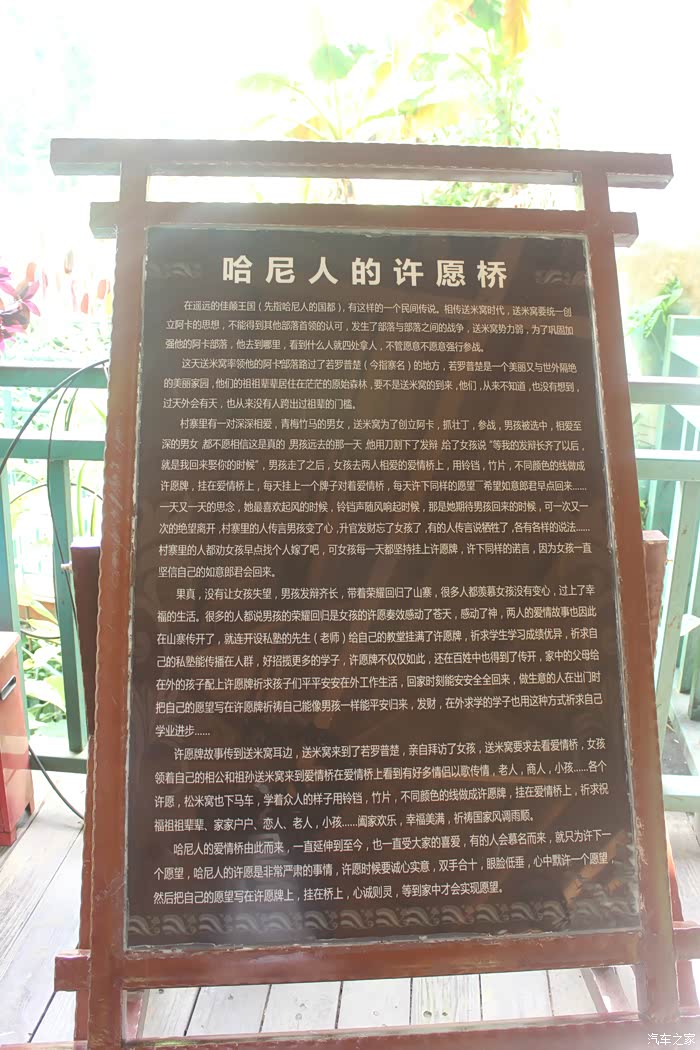 哈尼人的许愿桥
在遥远的佳颠王国（先指哈尼人的国都），有这样的一个民间传说。相传送米窝时代，送米窝要统一创
立阿卡的思想，不能得到其他部落首领的认可，发生了部落与部落之间的战争，送米窝势力弱，为了巩固加
强他的阿卡部落，他去到哪里，看到什么人就四处拿人，不管愿意不愿意强行参战。
这天送米窝率领他的阿卡部落路过了若罗普楚（今指寨名）的地方，若罗普楚是一个美丽又与世外隔绝
的美丽家园，他们的祖祖辈辈居住在茫茫的原始森林，要不是送米窝的到来，他们，从来不知道，也没有想到，
过天外会有天，也从来没有人跨出过祖辈的门槛。
村寨里有一对深深相爱，青梅竹马的男女，送米窝为了创立阿卡，抓壮丁，参战，男孩被选中，相爱至
深的男女，都不愿相信这是真的，男孩远去的那一天，他用刀割下了发辫，给了女孩说“等我的发辫长齐了以后，
就是我回来娶你的时候”，男孩走了之后，女孩去两人相爱的爱情桥上，用铃铛，竹片，不同颜色的线做成
许愿牌，挂在爱情桥上，每天挂上一个牌子对着爱情桥，每天许下同样的愿望—希望如意郎君早点回来……
一天又一天的思念，她最喜欢起风的时候，铃铛声随风响起时候，那是她期待男孩回来的时候，可一次又一
次的绝望离开，村寨里的人传言男孩变了心，升官发财忘了女孩了，有的人传言说牺牲了，各有各样的说法……
村寨里的人都劝女孩早点找个人嫁了吧，可女孩每一天都坚持挂上许愿牌，许下同样的诺言，因为女孩一直
坚信自己的如意郎君会回来。
果真，没有让女孩失望，男孩发辫齐长，带着荣耀回归了山寨，很多人都羡慕女孩没有变心，过上了幸
福的生活。很多的人都说男孩的荣耀回归是女孩的许愿奏效感动了苍天，感动了神，两人的爱情故事也因此
在山寨传开了，就连开设私塾的先生（老师）给自己的教堂挂满了许愿牌，祈求学生学习成绩优异，祈求自
己的私塾能传播在人群，好招揽更多的学子，许愿牌不仅仅如此，还在百姓中也得到了传开，家中的父母给
在外的孩子配上许愿牌祈求孩子们平平安安在外工作生活，回家时刻能安安全全回来，做生意的人在出门时
把自己的愿望写在许愿牌祈祷自己能像男孩一样能平安归来，发财，在外求学的学子也用这种方式祈求自己
学业进步……
许愿牌故事传到送米窝耳边，送米窝来到了若罗普楚，亲自拜访了女孩，送米窝要求去看爱情桥，女孩
领着自己的相公和祖孙送米窝来到爱情桥在爱情桥上看到有好多情侣以歌传情，老人，商人，小孩……各个
许愿，松米窝也下马车，学着众人的样子用铃铛，竹片，不同颜色的线做成许愿牌，挂在爱情桥上，祈求祝
福祖祖辈辈、家家户户、恋人、老人，小孩……阖家欢乐，幸福美满，祈祷国家风调雨顺。
哈尼人的爱情桥由此而来，一直延伸到至今，也一直受大家的喜爱，有的人会慕名而来，就只为许下一
个愿望，哈尼人的许愿是非常严肃的事情，许愿时候要诚心实意，双手合十，眼脸低垂，心中默许一个愿望，
然后把自己的愿望写在许愿牌上，挂在桥上，心诚则灵，等到家中才会实现愿望。
汽车之家